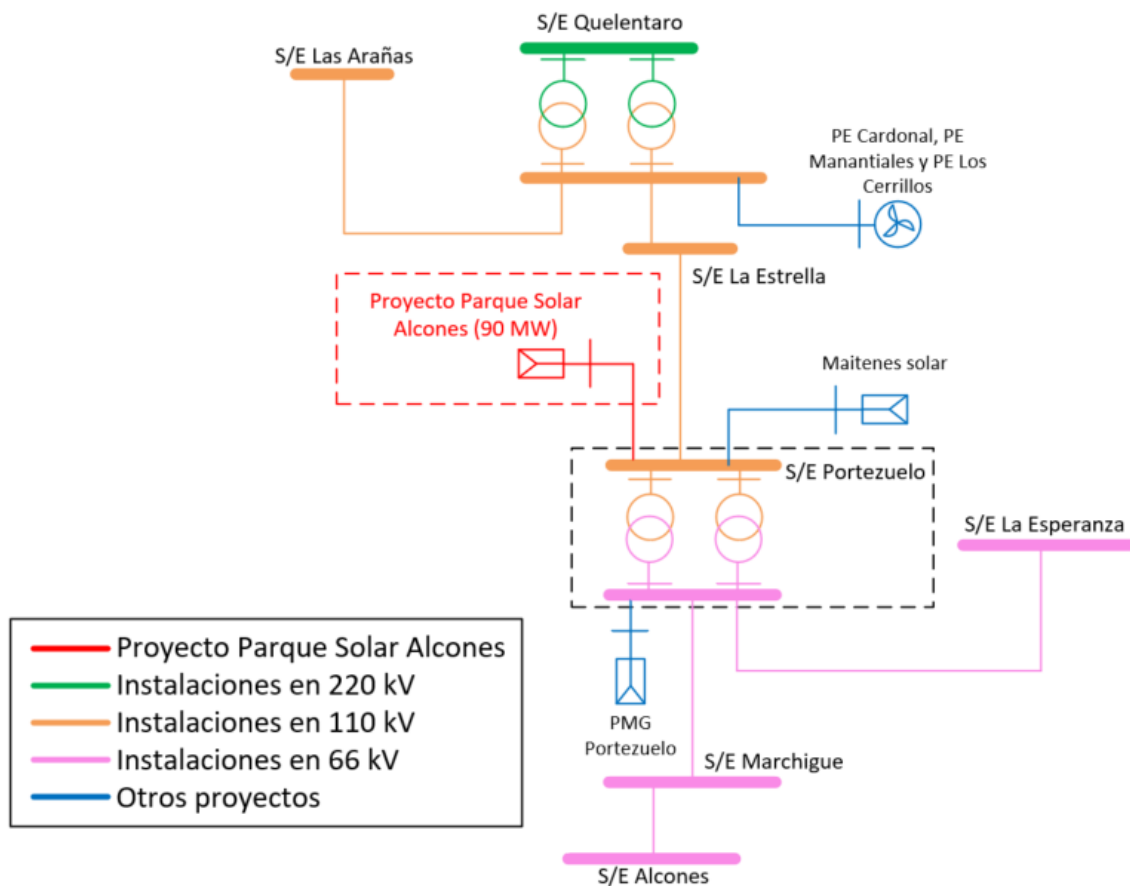 S/E Quelentaro
S/E Las Arañas
PE Cardonal, PE
Manantiales y PE Los
Cerrillos
S/E La Estrella
Proyecto Parque Solar
Alcones (90 MW)
Maitenes solar
S/E Portezuelo
S/E La Esperanza
Proyecto Parque Solar Alcones
Instalaciones en 220 kV
Instalaciones en 110 kV
Instalaciones en 66 kV
Otros proyectos
PMG
Portezuelo
S/E Marchigue
S/E Alcones